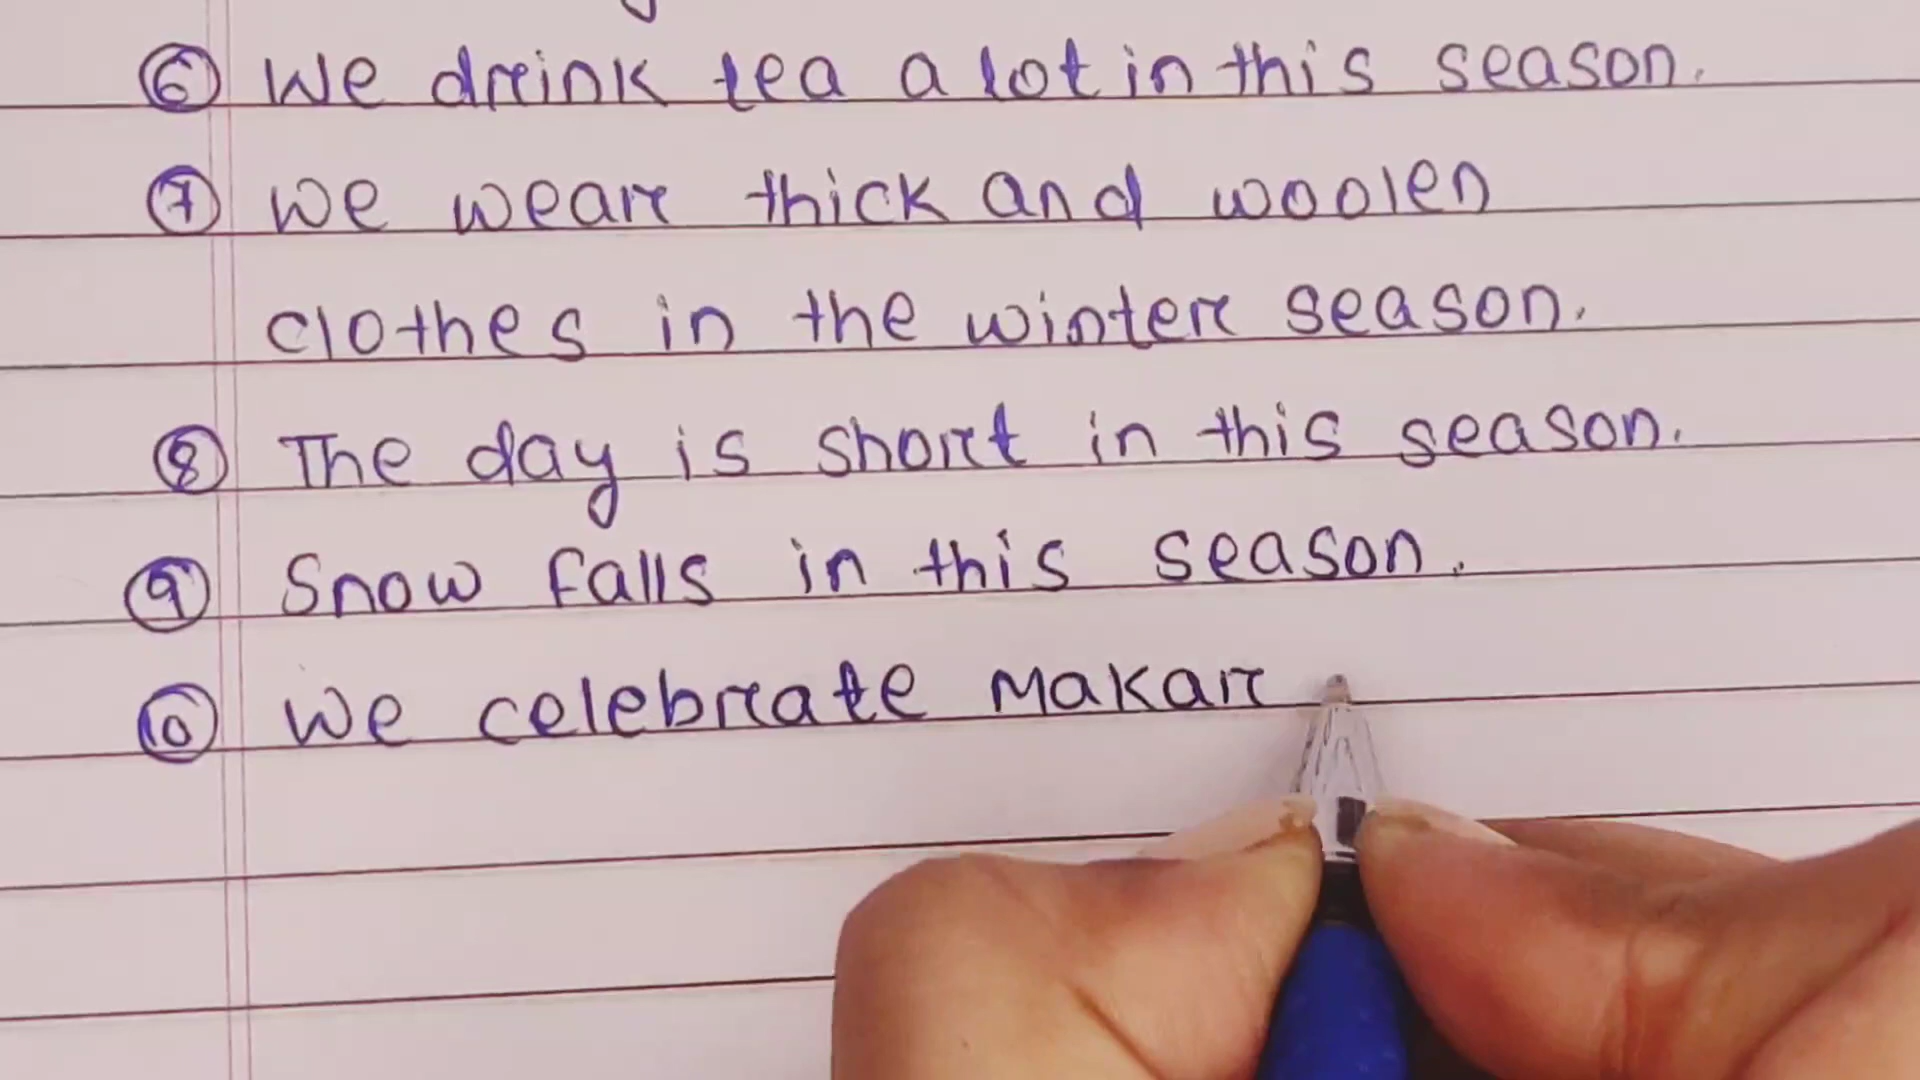 6 We drink tea a lot in this season.
7 We wear thick and woolen
clothes in the winter season.
8 The day is short in this season.
9 Snow falls in this season.
10 We celebrate Makar